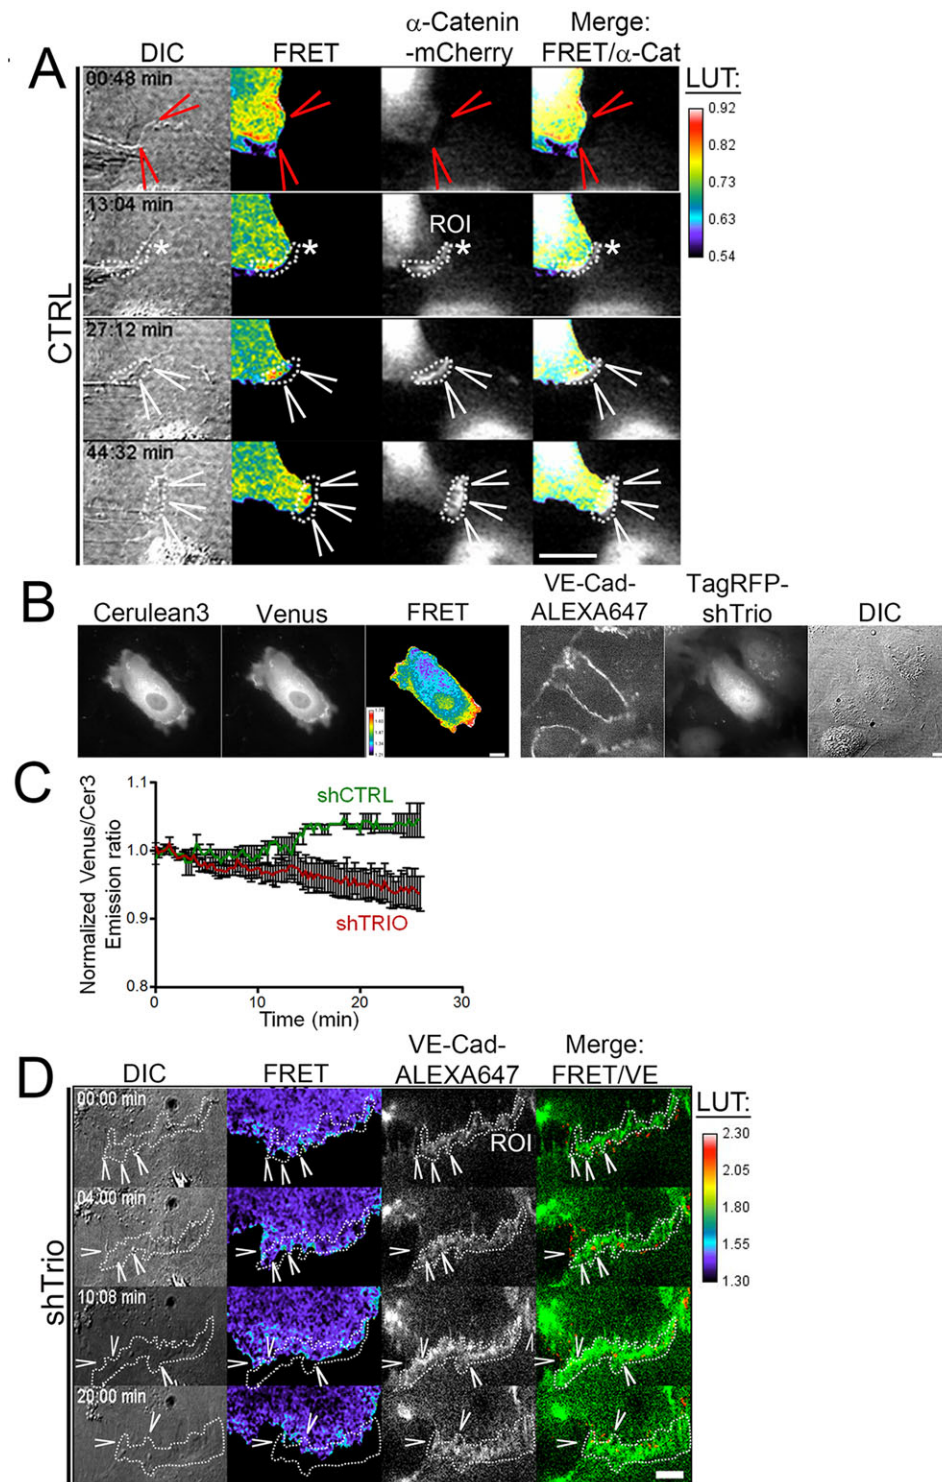 α-Catenin
-mCherry
Merge:
FRET/α-Cat
DIC
FRET
A
LUT:
00:48 min
0.92
0.82
0.73
0.63
0.54
13:04 min
ROI
*
*
*
*
CTRL
27:12 min
44:32 min
B
Cerulean3
Venus
FRET
VE-Cad-
ALEXA647
TagRFP-
shTrio
DIC
C
Normalized Venus/Cer3
Emission ratio
1.1
1.0
0.9
0.8
shCTRL
shTRIO
0
10
20
30
Time (min)
D
DIC
FRET
VE-Cad-
ALEXA647
Merge:
FRET/VE
LUT:
00:00 min
ROI
2.30
2.05
1.80
1.55
1.30
shTrio
04:00 min
10:08 min
20:00 min